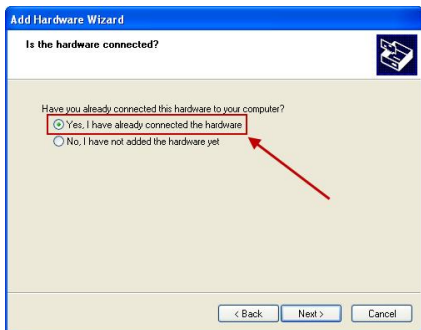 Add Hardware Wizard
Is the hardware connected?
Have you already connected this hardware to your computer?
Yes, I have already connected the hardware
No, I have not added the hardware yet
< Back Next > Cancel